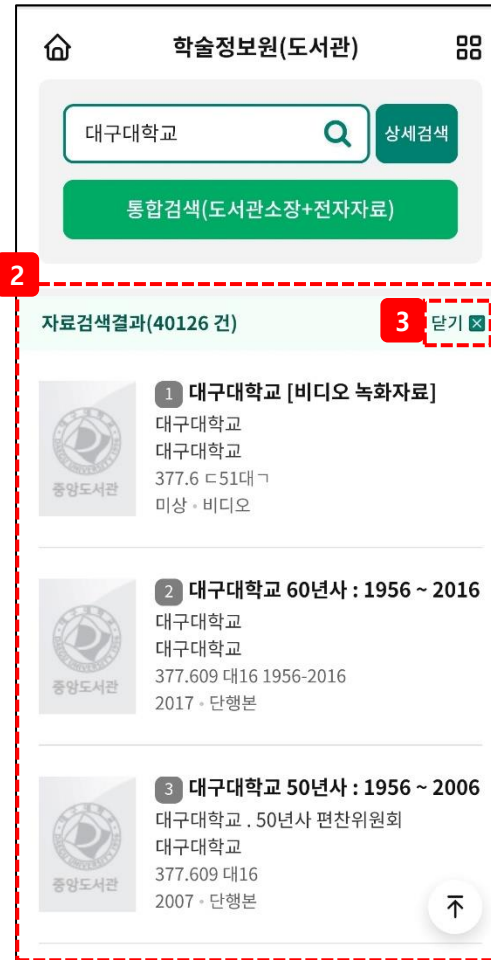 학술정보원(도서관)
대구대학교
상세검색
통합검색(도서관소장+전자자료)
2
자료검색결과(40126 건)
3
닫기
중앙도서관
1 대구대학교 [비디오 녹화자료]
대구대학교
대구대학교
377.6 ㄷ51대ㄱ
미상 • 비디오
중앙도서관
2 대구대학교 60년사 : 1956 ~ 2016
대구대학교
대구대학교
377.609 대16 1956-2016
2017 • 단행본
중앙도서관
3 대구대학교 50년사 : 1956 ~ 2006
대구대학교 . 50년사 편찬위원회
대구대학교
377.609 대16
2007 • 단행본